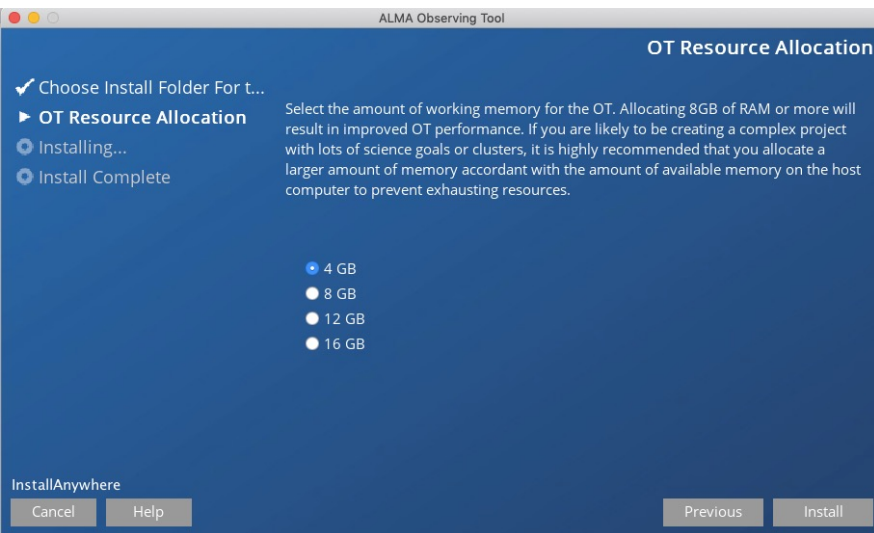 ALMA Observing Tool
OT Resource Allocation
Choose Install Folder For t...
OT Resource Allocation
Installing...
Install Complete
Select the amount of working memory for the OT. Allocating 8GB of RAM or more will
result in improved OT performance. If you are likely to be creating a complex project
with lots of science goals or clusters, it is highly recommended that you allocate a
larger amount of memory accordant with the amount of available memory on the host
computer to prevent exhausting resources.
4 GB
8 GB
12 GB
16 GB
InstallAnywhere
Cancel
Help
Previous
Install